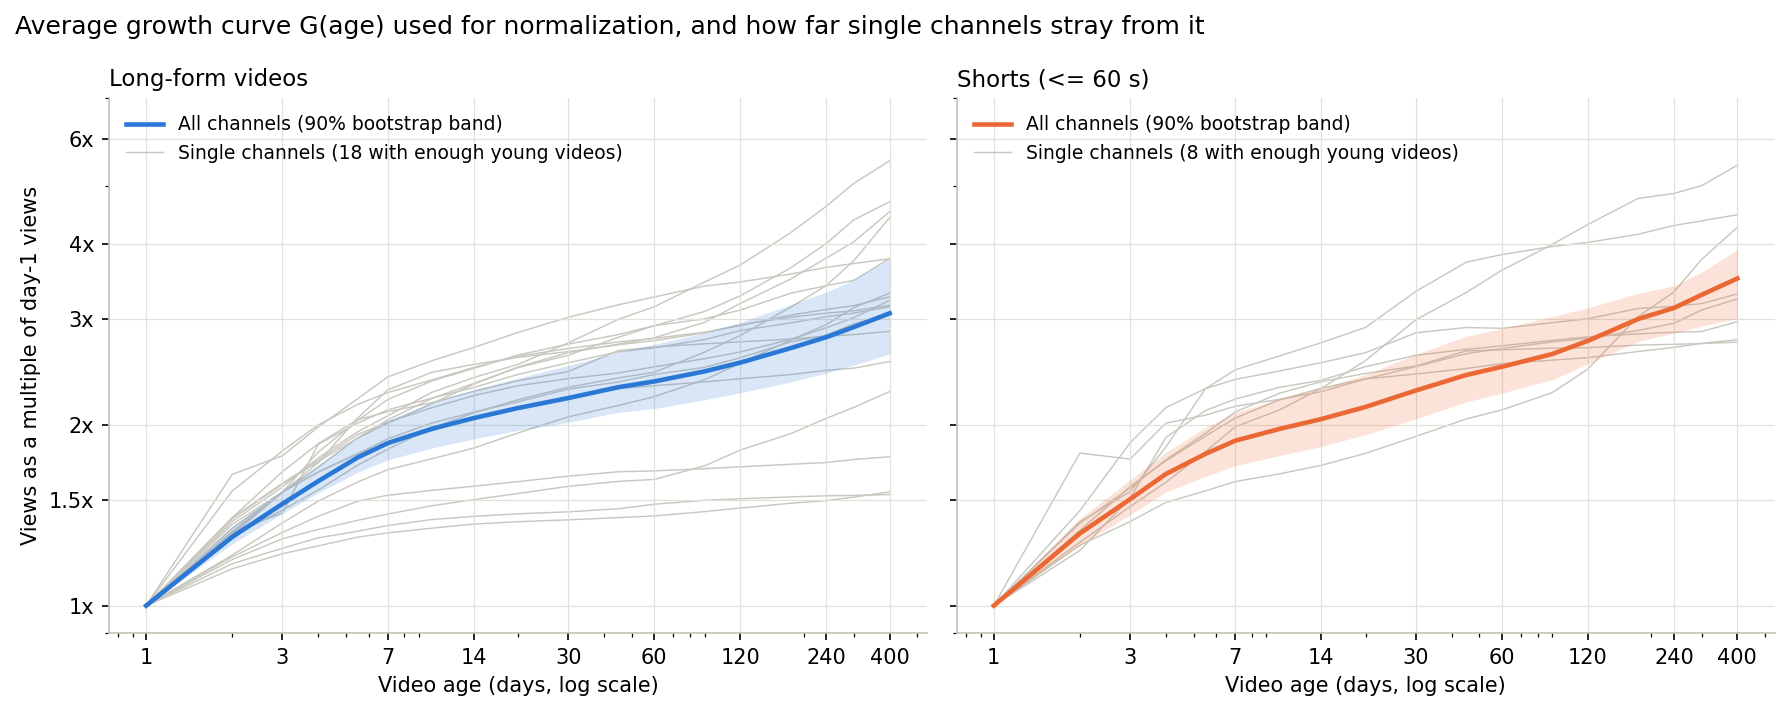 Average growth curve G(age) used for normalization, and how far single channels stray from it
Long-form videos
All channels (90% bootstrap band)
Single channels (18 with enough young videos)
Views as a multiple of day-1 views
6x
4x
3x
2x
1.5x
1x
1 3 7 14 30 60 120 240 400
Video age (days, log scale)
Shorts (<= 60 s)
All channels (90% bootstrap band)
Single channels (8 with enough young videos)
1 3 7 14 30 60 120 240 400
Video age (days, log scale)